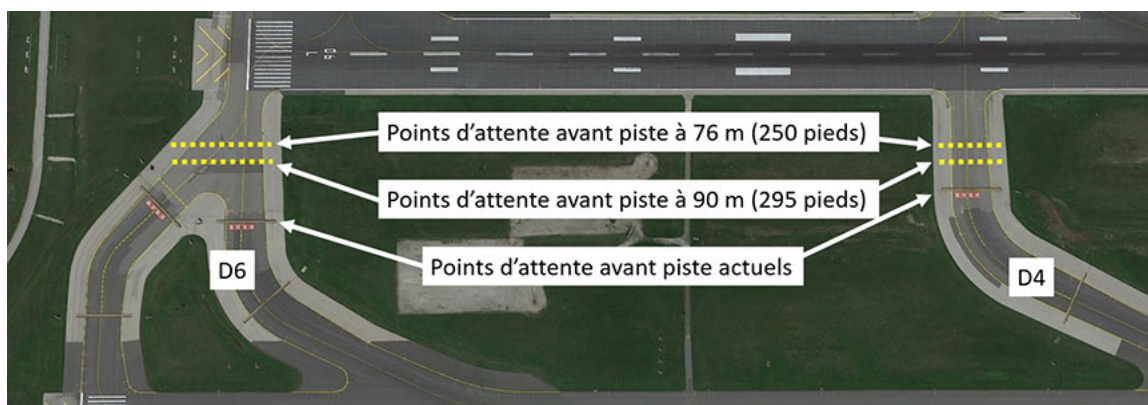 06L
Points d'attente avant piste à 76 m (250 pieds)
Points d'attente avant piste à 90 m (295 pieds)
Points d'attente avant piste actuels
D6
D4